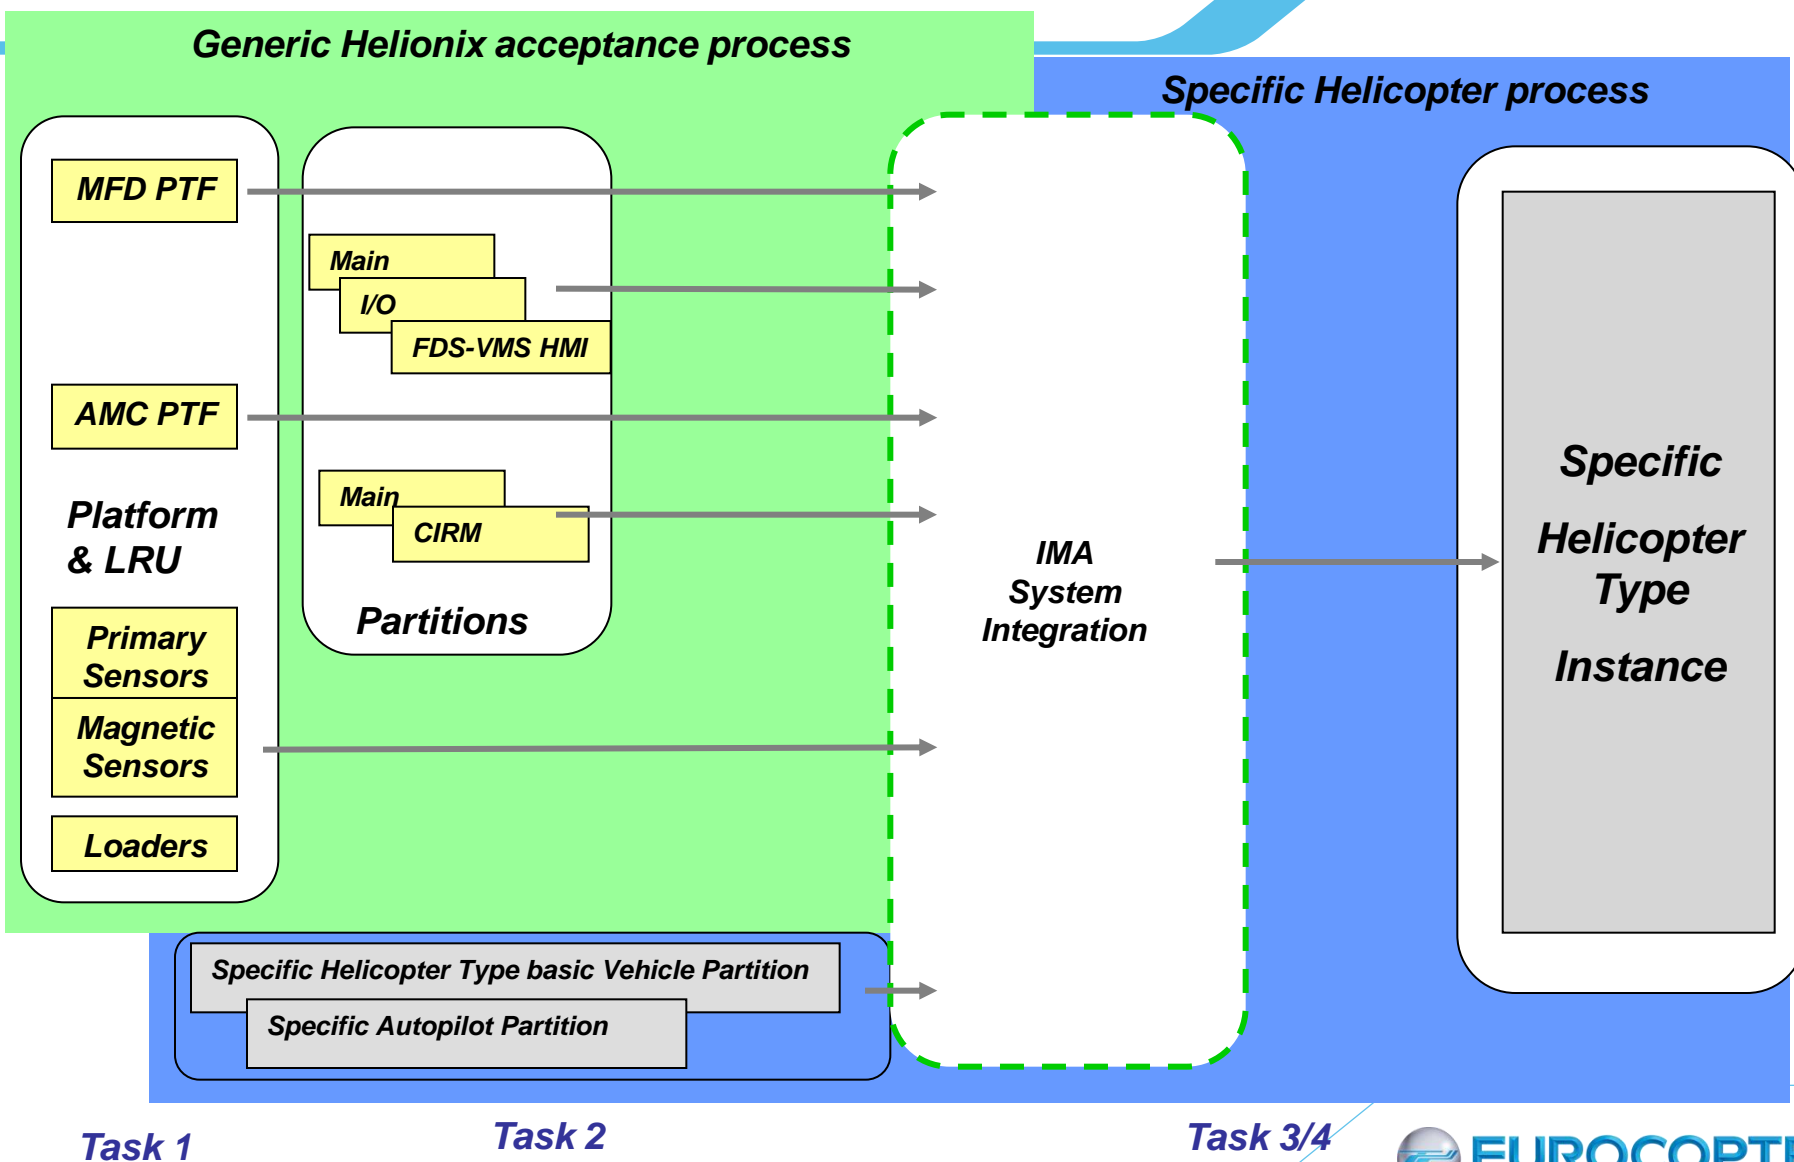 Generic Helionix acceptance process
Specific Helicopter process
MFD PTF
Main
I/O
FDS-VMS HMI
AMC PTF
Main
CIRM
Platform
& LRU
Partitions
Primary
Sensors
Magnetic
Sensors
Loaders
IMA
System
Integration
Specific
Helicopter
Type
Instance
Specific Helicopter Type basic Vehicle Partition
Specific Autopilot Partition
Task 1
Task 2
Task 3/4
EUROCOPTE